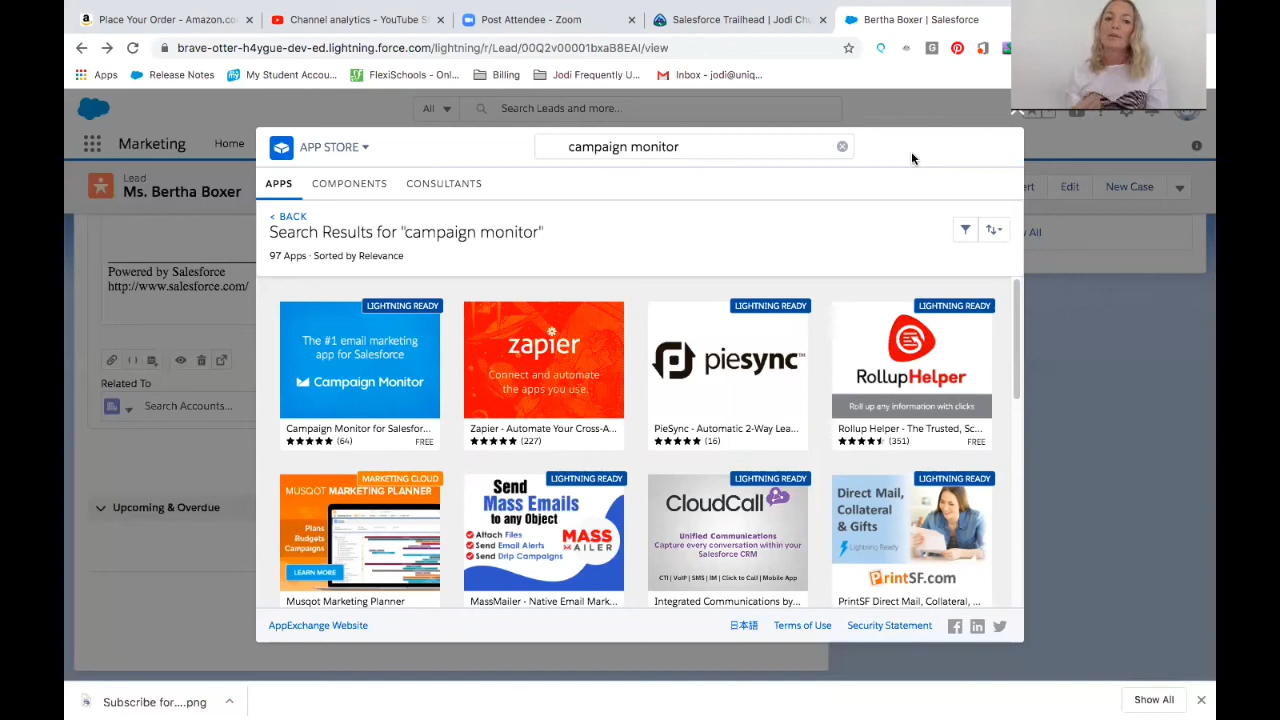 Place Your Order - Amazon.co
Channel analytics - YouTube S
Post Attendee - Zoom
Salesforce Trailhead | Jodi Ch
Bertha Boxer | Salesforce
brave-otter-h4ygue-dev-ed.lightning.force.com/lightning/r/Lead/00Q2v00001bxaB8EAI/view
Apps
Release Notes
My Student Accou...
FlexiSchools - Onl...
Billing
Jodi Frequently U...
Inbox - jodi@uniq...
All
Search Leads and more...
Marketing
Home
Lead
Ms. Bertha Boxer
Edit
New Case
APP STORE
campaign monitor
APPS
COMPONENTS
CONSULTANTS
< BACK
Search Results for "campaign monitor"
97 Apps · Sorted by Relevance
All
Powered by Salesforce
http://www.salesforce.com/
Related To
Search Accounts...
Upcoming & Overdue
LIGHTNING READY
The #1 email marketing
app for Salesforce
Campaign Monitor
Campaign Monitor for Salesfor...
(64)
FREE
zapier
Connect and automate
the apps you use.
Zapier - Automate Your Cross-A...
(227)
LIGHTNING READY
piesync
PieSync - Automatic 2-Way Lea...
(16)
LIGHTNING READY
RollupHelper
Roll up any information with clicks
Rollup Helper - The Trusted, Sc...
(351)
FREE
MARKETING CLOUD
MUSQOT MARKETING PLANNER
Plans
Budgets
Campaigns
LEARN MORE
Musqot Marketing Planner
LIGHTNING READY
Send
Mass Emails
to any Object
Attach Files
Send Email Alerts
Send Drip Campaigns
MASS
MAILER
MassMailer - Native Email Mark...
LIGHTNING READY
CloudCall
Unified Communications
Capture every conversation within your
Salesforce CRM
CTI | VoIP | SMS | IM | Click to Call | Mobile App
Integrated Communications by...
LIGHTNING READY
Direct Mail,
Collateral
& Gifts
Lightning Ready
PrintSF.com
PrintSF Direct Mail, Collateral, ...
AppExchange Website
日本語
Terms of Use
Security Statement
Subscribe for....png
Show All